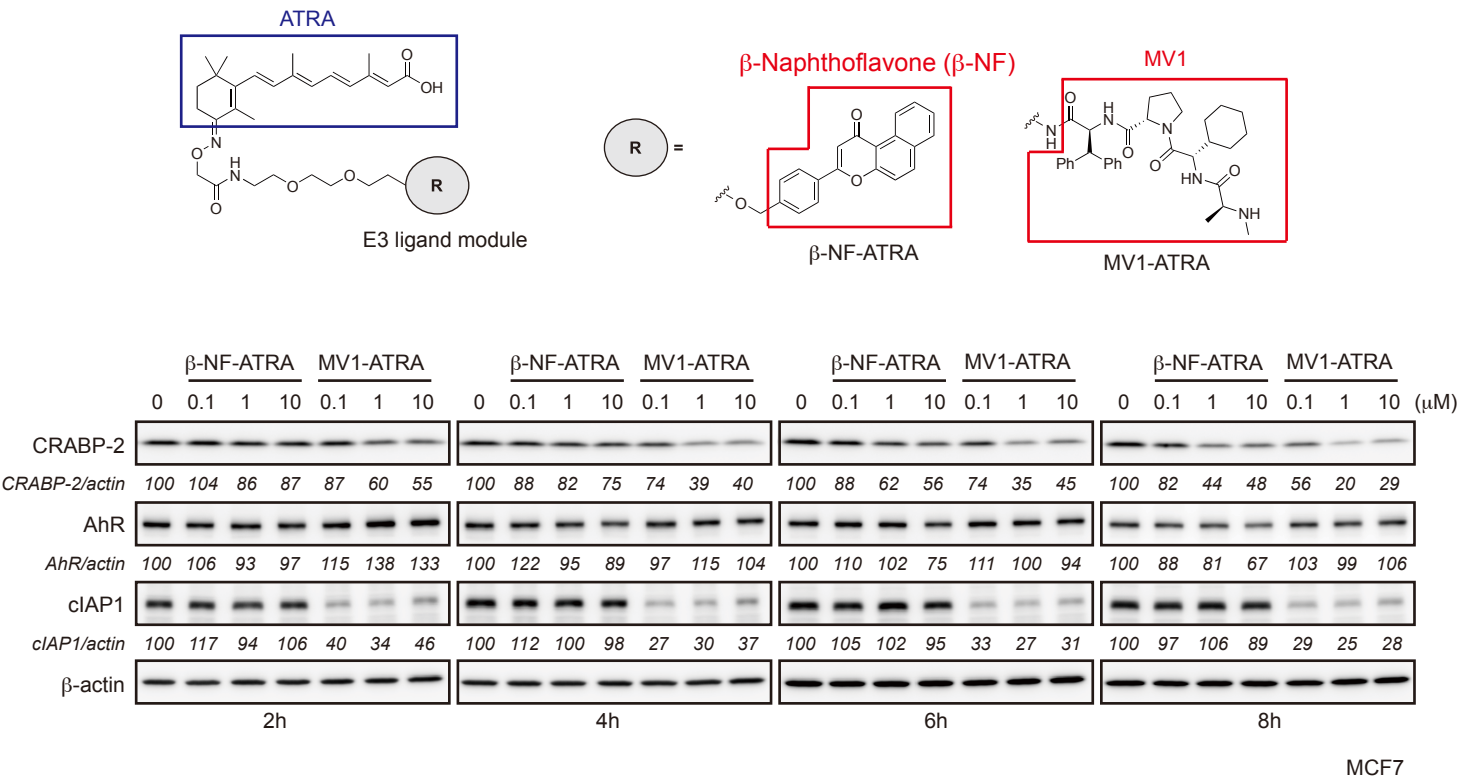 ATRA
O
OH
N
O
H
N
O
O
O
R
E3 ligand module
R =
β-Naphthoflavone (β-NF)
O
O
O
β-NF-ATRA
MV1
O
H
N
N
H
Ph
Ph
O
N
O
HN
O
NH
MV1-ATRA
β-NF-ATRA MV1-ATRA β-NF-ATRA MV1-ATRA β-NF-ATRA MV1-ATRA β-NF-ATRA MV1-ATRA
0 0.1 1 10 0.1 1 10 0 0.1 1 10 0.1 1 10 0 0.1 1 10 0.1 1 10 0 0.1 1 10 0.1 1 10 (μM)
CRABP-2
CRABP-2/actin 100 104 86 87 87 60 55 100 88 82 75 74 39 40 100 88 62 56 74 35 45 100 82 44 48 56 20 29
AhR
AhR/actin 100 106 93 97 115 138 133 100 122 95 89 97 115 104 100 110 102 75 111 100 94 100 88 81 67 103 99 106
cIAP1
cIAP1/actin 100 117 94 106 40 34 46 100 112 100 98 27 30 37 100 105 102 95 33 27 31 100 97 106 89 29 25 28
β-actin
2h 4h 6h 8h
MCF7